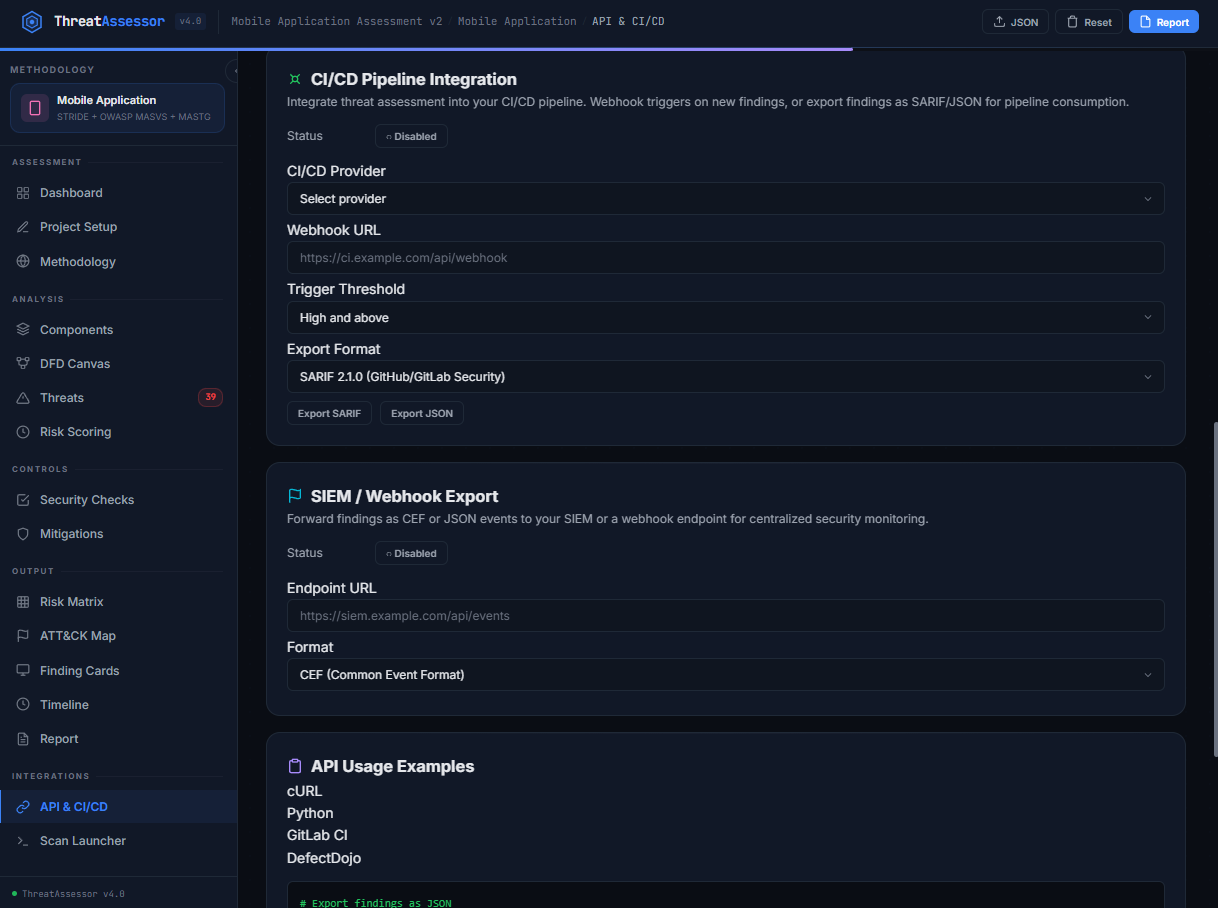 ThreatAssessor v4.0 Mobile Application Assessment v2 / Mobile Application / API & CI/CD JSON Reset Report
METHODOLOGY
Mobile Application
STRIDE + OWASP MASVS + MASTG
ASSESSMENT
Dashboard
Project Setup
Methodology
ANALYSIS
Components
DFD Canvas
Threats 39
Risk Scoring
CONTROLS
Security Checks
Mitigations
OUTPUT
Risk Matrix
ATT&CK Map
Finding Cards
Timeline
Report
INTEGRATIONS
API & CI/CD
Scan Launcher
ThreatAssessor v4.0
CI/CD Pipeline Integration
Integrate threat assessment into your CI/CD pipeline. Webhook triggers on new findings, or export findings as SARIF/JSON for pipeline consumption.
Status ○ Disabled
CI/CD Provider
Select provider
Webhook URL
https://ci.example.com/api/webhook
Trigger Threshold
High and above
Export Format
SARIF 2.1.0 (GitHub/GitLab Security)
Export SARIF Export JSON
SIEM / Webhook Export
Forward findings as CEF or JSON events to your SIEM or a webhook endpoint for centralized security monitoring.
Status ○ Disabled
Endpoint URL
https://siem.example.com/api/events
Format
CEF (Common Event Format)
API Usage Examples
cURL
Python
GitLab CI
DefectDojo
# Export findings as JSON